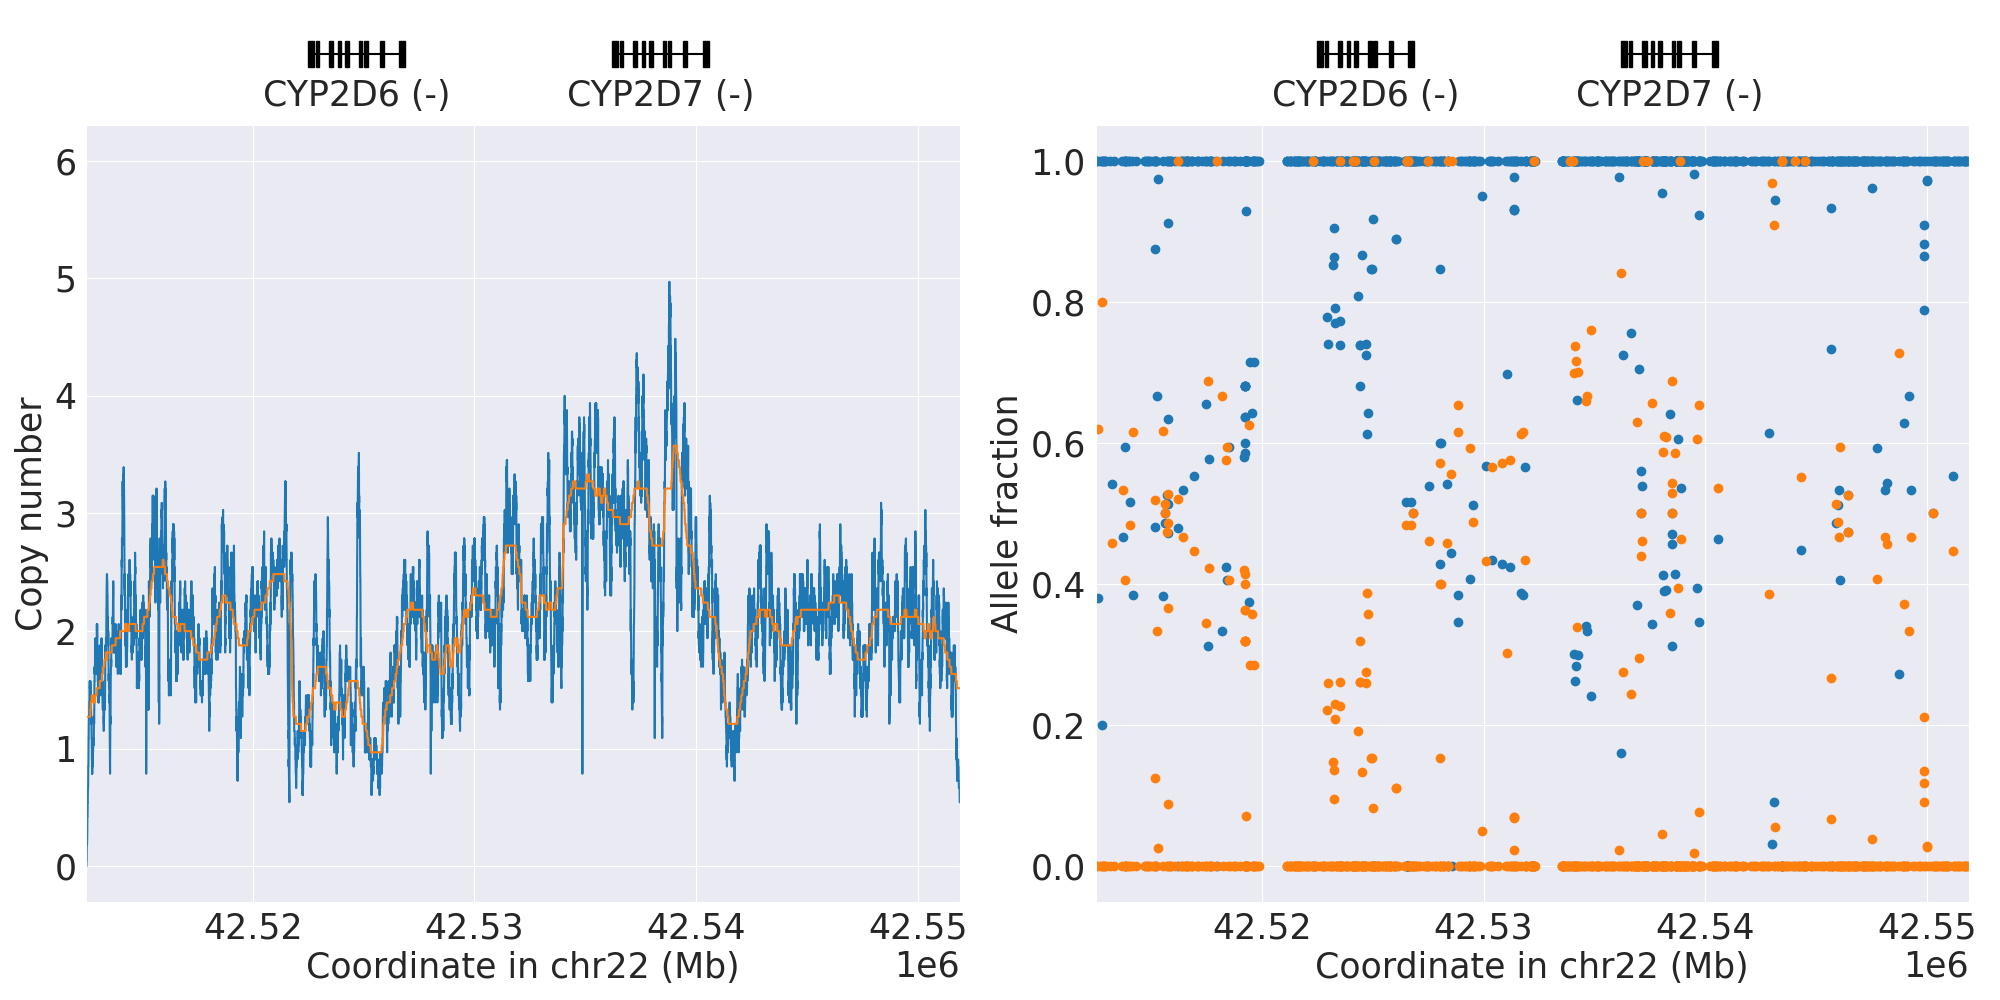 CYP2D6 (-)
CYP2D7 (-)
6
5
4
3
2
1
0
Copy number
42.52
42.53
42.54
42.55
Coordinate in chr22 (Mb)
1e6
CYP2D6 (-)
CYP2D7 (-)
1.0
0.8
0.6
0.4
0.2
0.0
Allele fraction
42.52
42.53
42.54
42.55
Coordinate in chr22 (Mb)
1e6